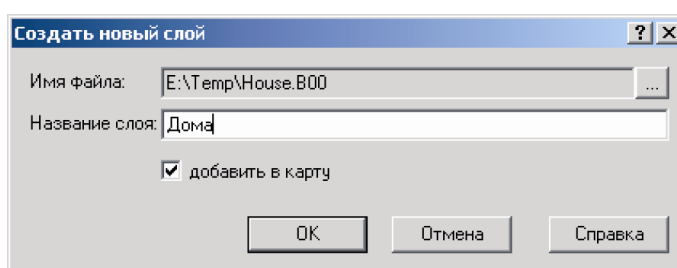 Создать новый слой
Имя файла: E:\Temp\House.B00 ...
Название слоя: Дома
добавить в карту
OK Отмена Справка